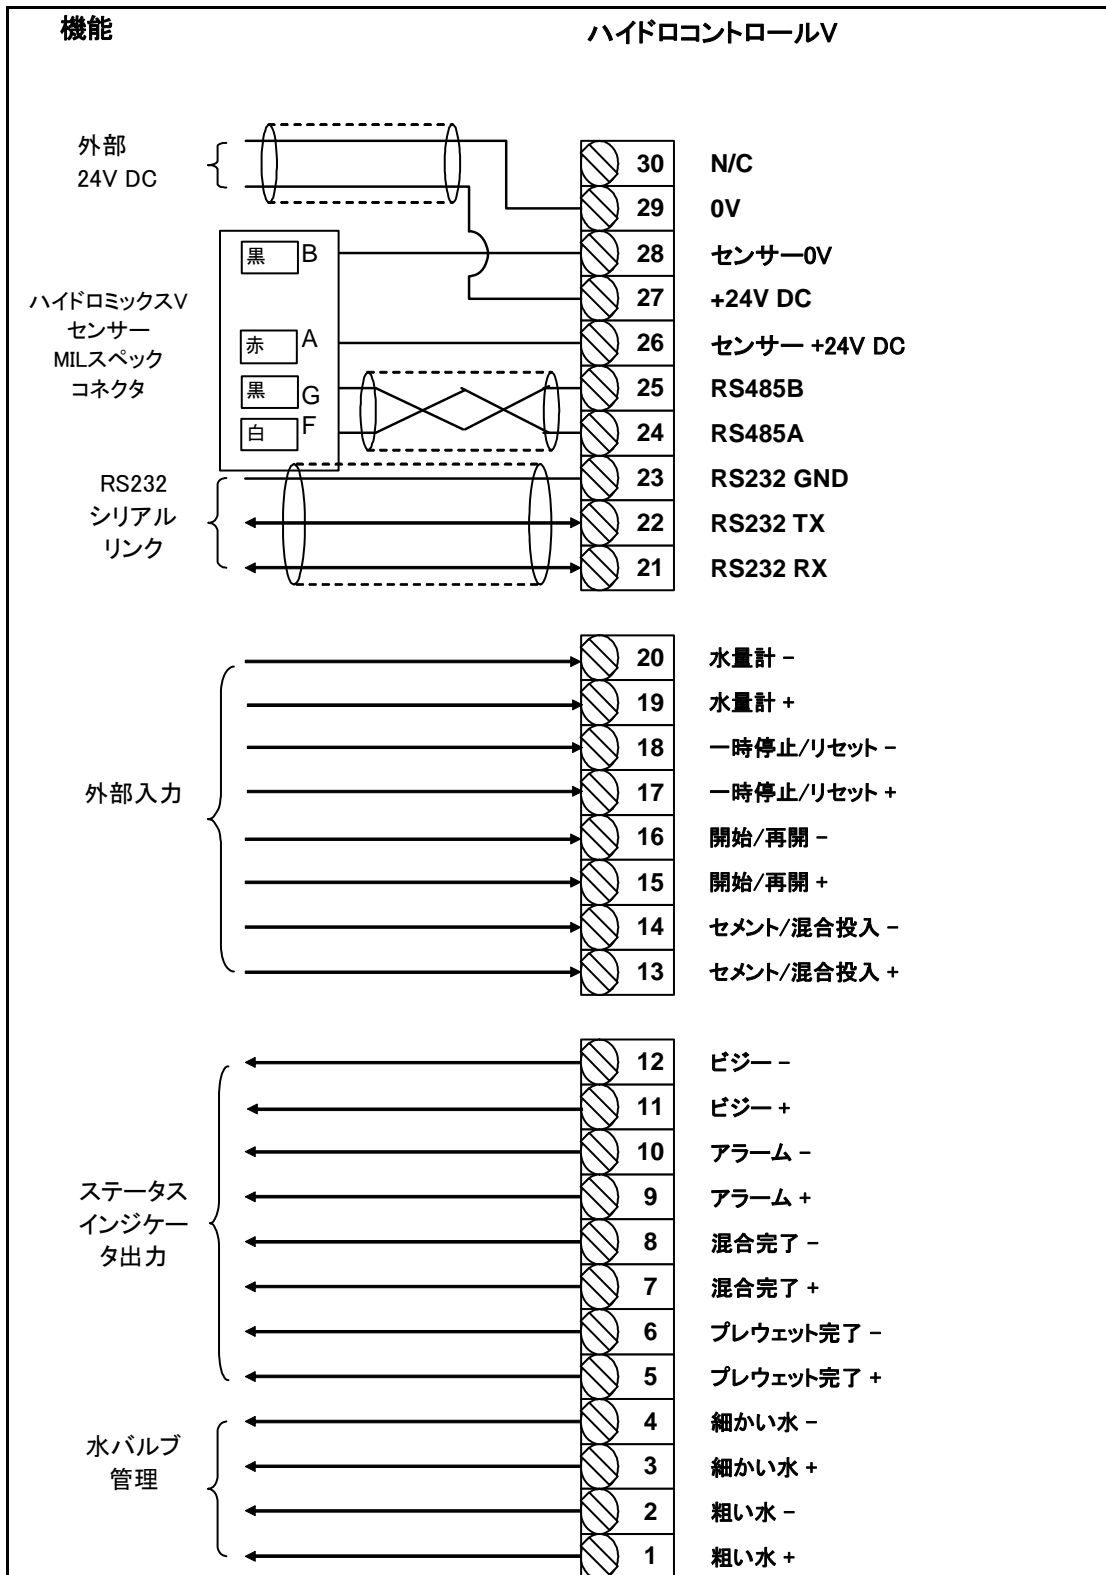 機能
ハイドロコントロールV
外部
24V DC
30 N/C
29 0V
黒 B
28 センサー0V
27 +24V DC
ハイドロミックスV
センサー
MILスペック
コネクタ
赤 A
26 センサー +24V DC
黒 G
25 RS485B
白 F
24 RS485A
RS232
シリアル
リンク
23 RS232 GND
22 RS232 TX
21 RS232 RX
外部入力
20 水量計 −
19 水量計 +
18 一時停止/リセット −
17 一時停止/リセット +
16 開始/再開 −
15 開始/再開 +
14 セメント/混合投入 −
13 セメント/混合投入 +
ステータス
インジケー
タ出力
12 ビジー −
11 ビジー +
10 アラーム −
9 アラーム +
8 混合完了 −
7 混合完了 +
6 プレウェット完了 −
5 プレウェット完了 +
水バルブ
管理
4 細かい水 −
3 細かい水 +
2 粗い水 −
1 粗い水 +